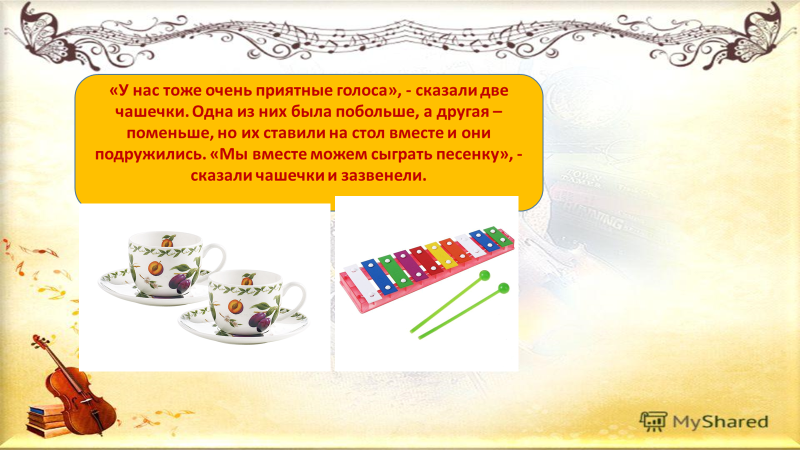 «У нас тоже очень приятные голоса», - сказали две
чашечки. Одна из них была побольше, а другая –
поменьше, но их ставили на стол вместе и они
подружились. «Мы вместе можем сыграть песенку», -
сказали чашечки и зазвенели.
MyShared